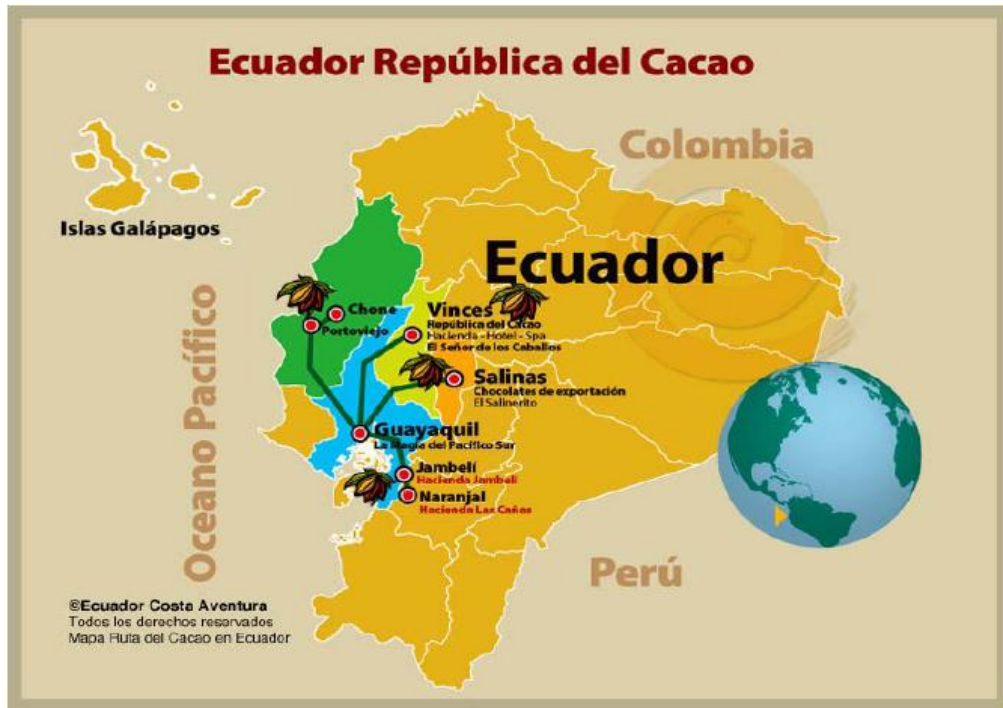 Ecuador República del Cacao
Colombia
Islas Galápagos
Ecuador
Oceano Pacífico
Chone
Portoviejo
Vinces
República del Cacao
Hacienda - Hotel - Spa
El Señor de los Caballos
Salinas
Chocolates de exportación
El Salinerito
Guayaquil
La Magia del Pacífico Sur
Jambelí
Hacienda Jambelí
Naranjal
Hacienda Las Cañas
Perú
©Ecuador Costa Aventura
Todos los derechos reservados
Mapa Ruta del Cacao en Ecuador